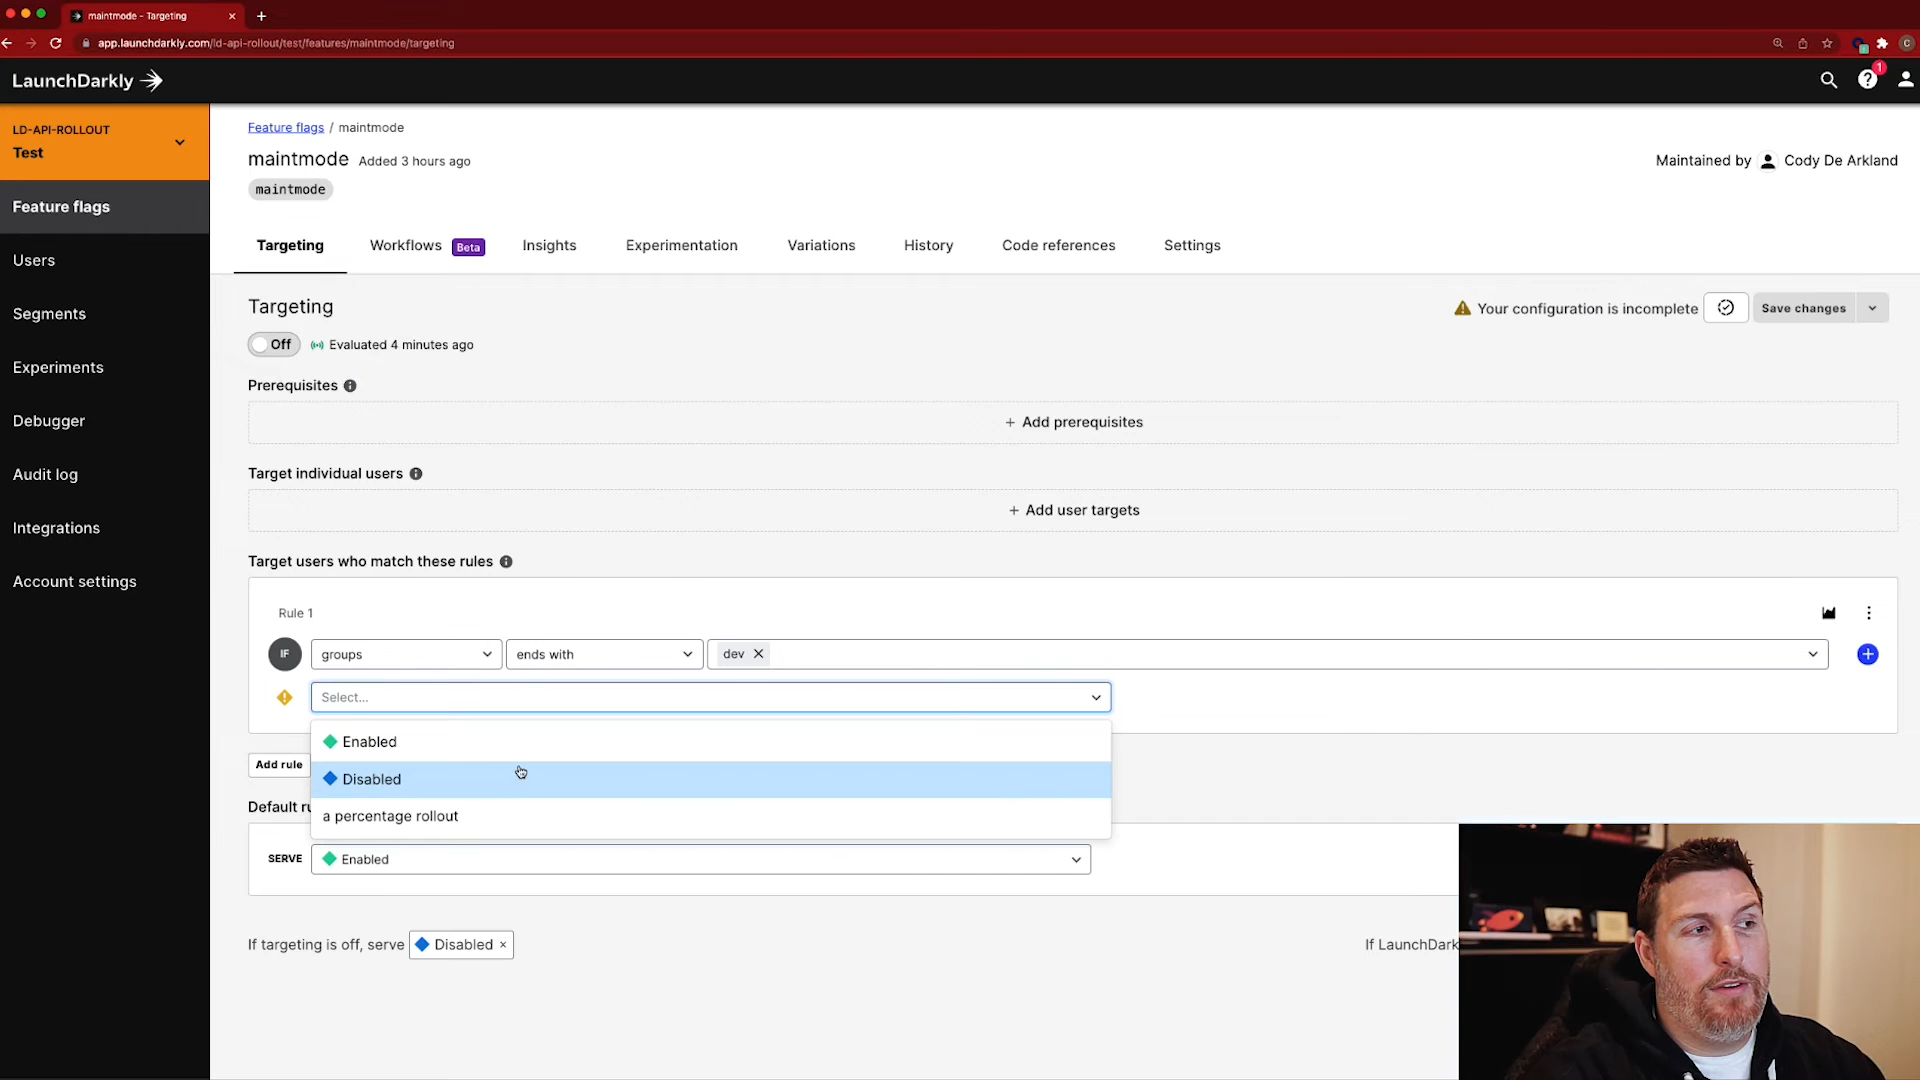 maintmode - Targeting
app.launchdarkly.com/ld-api-rollout/test/features/maintmode/targeting
C
LaunchDarkly
1
LD-API-ROLLOUT
Test
Feature flags
Users
Segments
Experiments
Debugger
Audit log
Integrations
Account settings
Feature flags / maintmode
maintmode Added 3 hours ago
Maintained by Cody De Arkland
maintmode
Targeting Workflows Beta Insights Experimentation Variations History Code references Settings
Targeting
Your configuration is incomplete Save changes
Off Evaluated 4 minutes ago
Prerequisites
+ Add prerequisites
Target individual users
+ Add user targets
Target users who match these rules
Rule 1
IF groups ends with dev
Select...
Enabled
Disabled
a percentage rollout
Add rule
Default ru
SERVE Enabled
If targeting is off, serve Disabled ×
If LaunchDark